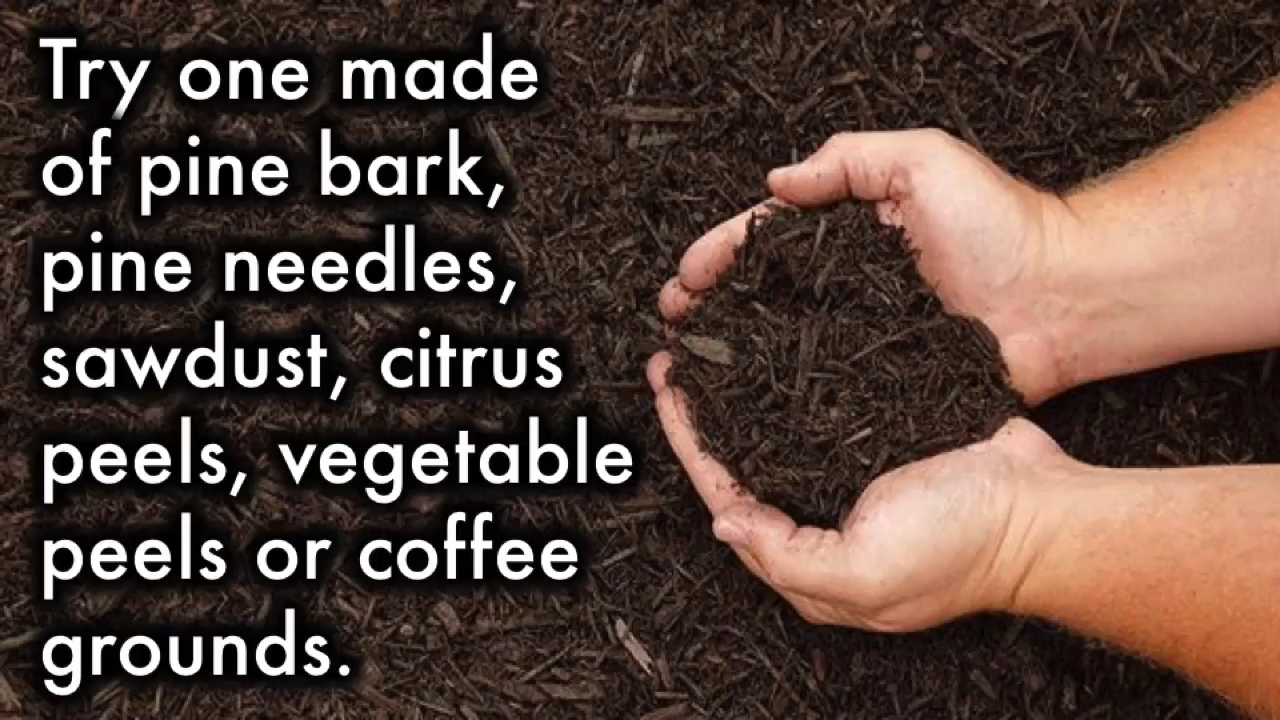 Try one made
of pine bark,
pine needles,
sawdust, citrus
peels, vegetable
peels or coffee
grounds.